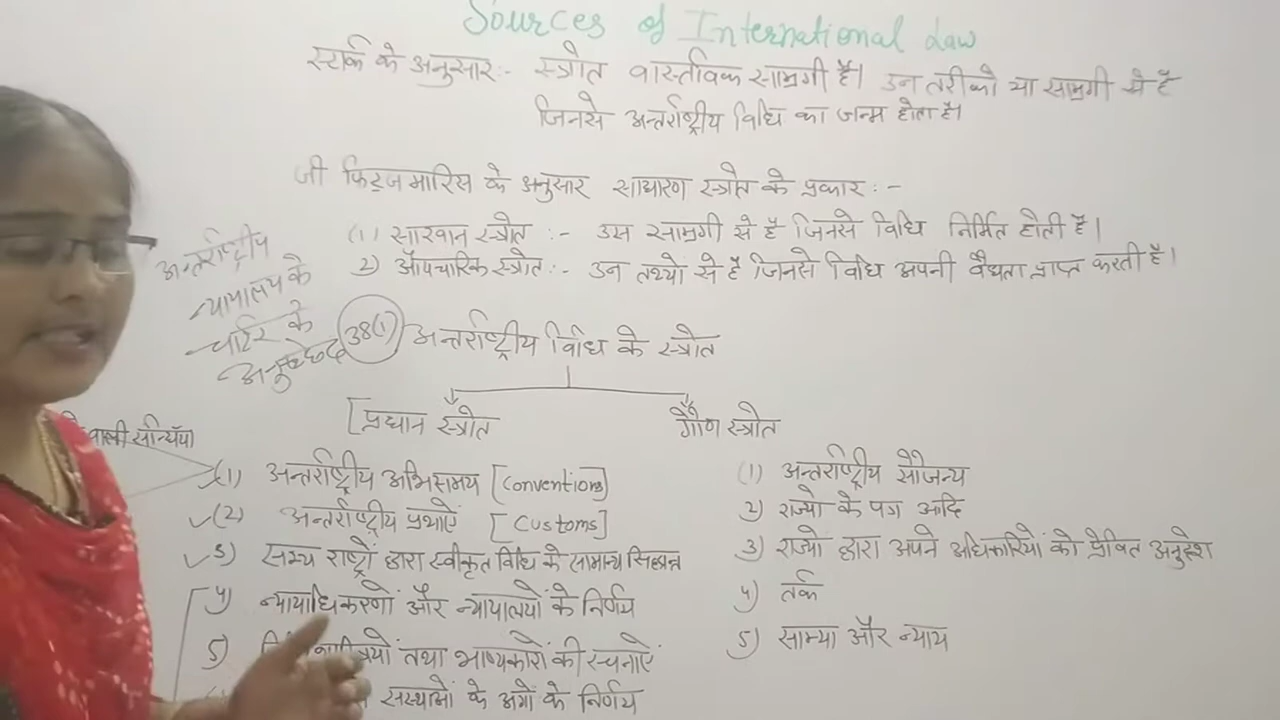 Sources of International Law
स्टार्क के अनुसार:- स्त्रोत वास्तविक सामग्री है। उन तरीको या सामग्री से है
जिनसे अन्तर्राष्ट्रीय विधि का जन्म होता है।
जी फिट्ज मारिस के अनुसार साधारण स्त्रोत के प्रकार :-
(1) सारवान स्त्रोत :- उस सामग्री से है जिनसे विधि निर्मित होती है।
2) औपचारिक स्त्रोत:- उन तथ्यो से है जिनसे विधि अपनी वैधता प्राप्त करती है।
अन्तर्राष्ट्रीय
न्यायालय के
चार्टर के
अनुच्छेद 38(1) अन्तर्राष्ट्रीय विधि के स्त्रोत
[प्रधान स्त्रोत गौण स्त्रोत
वाली सन्धियाँ
(1) अन्तर्राष्ट्रीय अभिसमय [Conventions] (1) अन्तर्राष्ट्रीय सौजन्य
(2) अन्तर्राष्ट्रीय प्रथाएँ [Customs] 2) राज्यो के पत्र आदि
3) सभ्य राष्ट्रों द्वारा स्वीकृत विधि के सामान्य सिद्धान्त 3) राज्यो द्वारा अपने अधिकारियों को प्रेषित अनुदेश
4) न्यायाधिकरणों और न्यायालयों के निर्णय 4) तर्क
5) तथा भाष्यकारों की रचनाएँ 5) साम्या और न्याय
संस्थाओं के अंगों के निर्णय